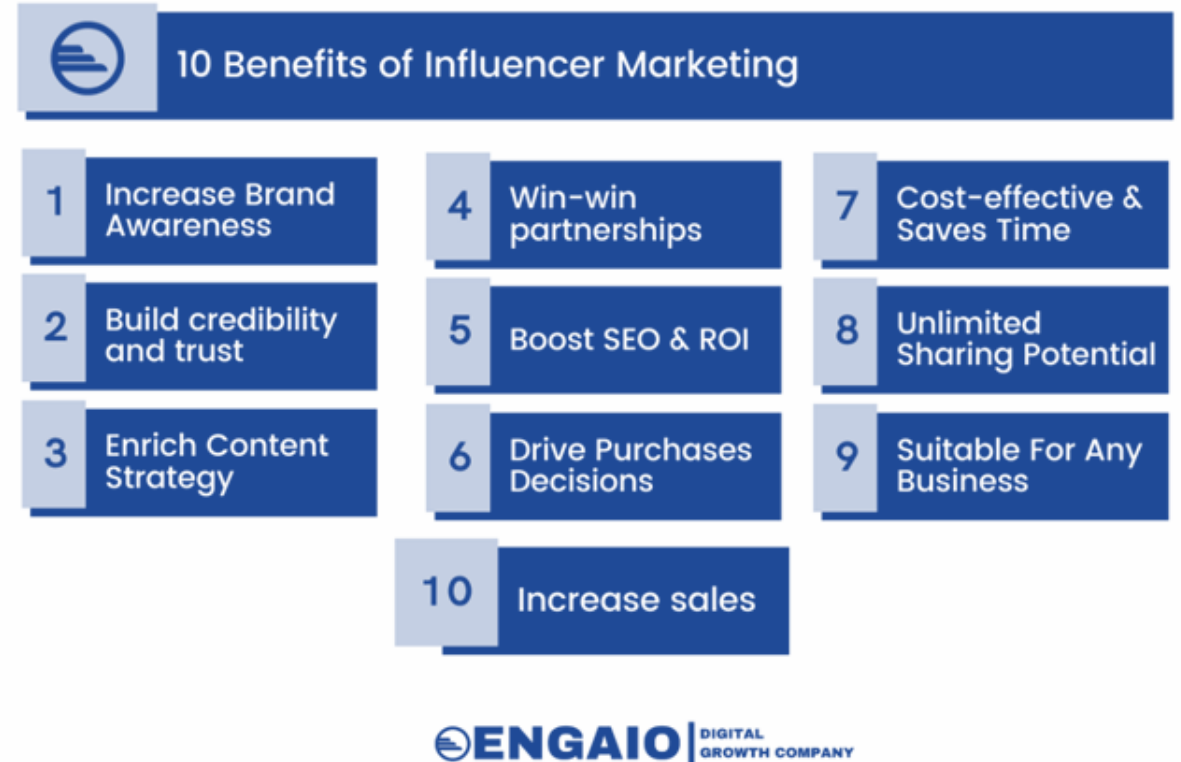 10 Benefits of Influencer Marketing
1
Increase Brand
Awareness
2
Build credibility
and trust
3
Enrich Content
Strategy
4
Win-win
partnerships
5
Boost SEO & ROI
6
Drive Purchases
Decisions
7
Cost-effective &
Saves Time
8
Unlimited
Sharing Potential
9
Suitable For Any
Business
10
Increase sales
ENGAIO
DIGITAL
GROWTH COMPANY